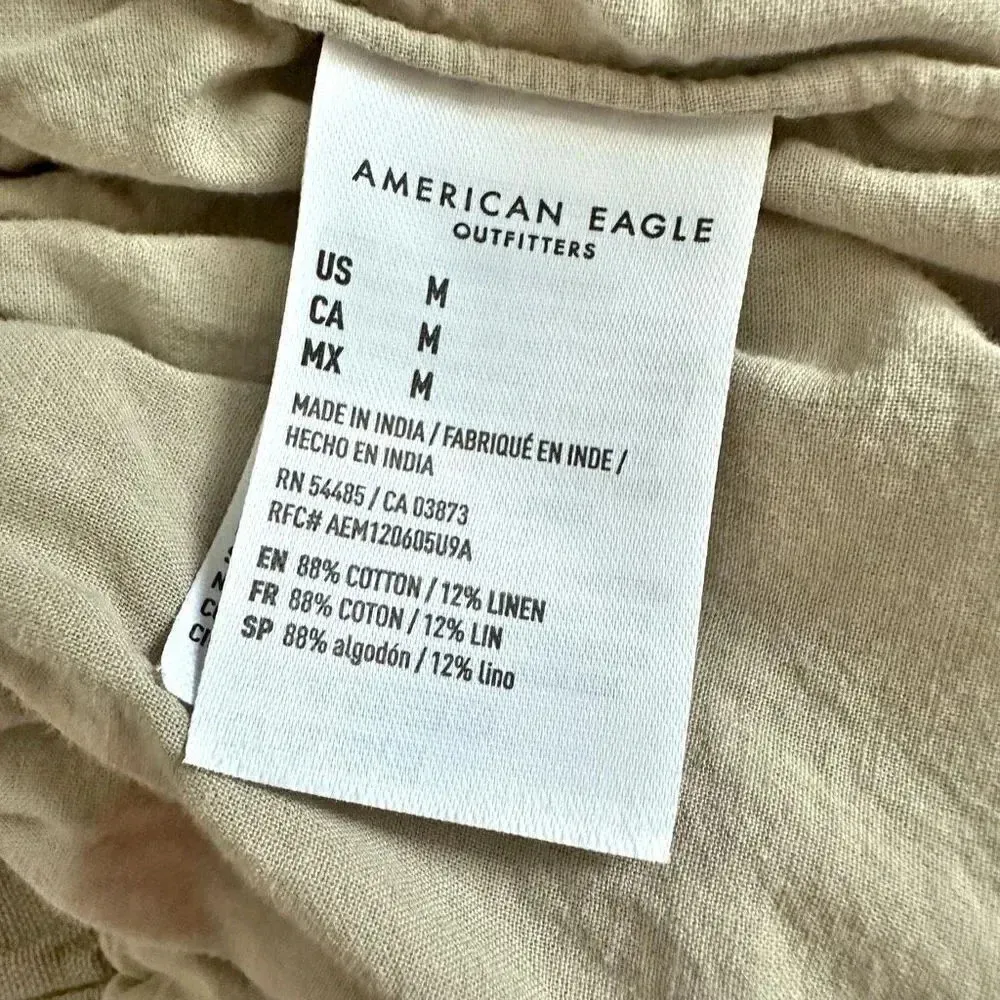 AMERICAN EAGLE
OUTFITTERS
US M
CA M
MX M
MADE IN INDIA / FABRIQUÉ EN INDE /
HECHO EN INDIA
RN 54485 / CA 03873
RFC# AEM120605U9A
EN 88% COTTON / 12% LINEN
FR 88% COTON / 12% LIN
SP 88% algodón / 12% lino